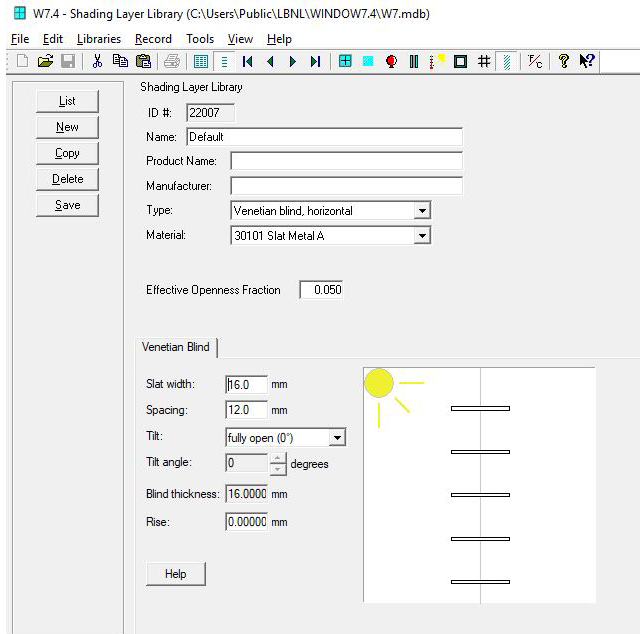 W7.4 - Shading Layer Library (C:\Users\Public\LBNL\WINDOW7.4\W7.mdb)
File Edit Libraries Record Tools View Help
F/C ? ?
List
New
Copy
Delete
Save
Shading Layer Library
ID #: 22007
Name: Default
Product Name:
Manufacturer:
Type: Venetian blind, horizontal
Material: 30101 Slat Metal A
Effective Openness Fraction 0.050
Venetian Blind
Slat width: 16.0 mm
Spacing: 12.0 mm
Tilt: fully open (0°)
Tilt angle: 0 degrees
Blind thickness: 16.0000 mm
Rise: 0.00000 mm
Help